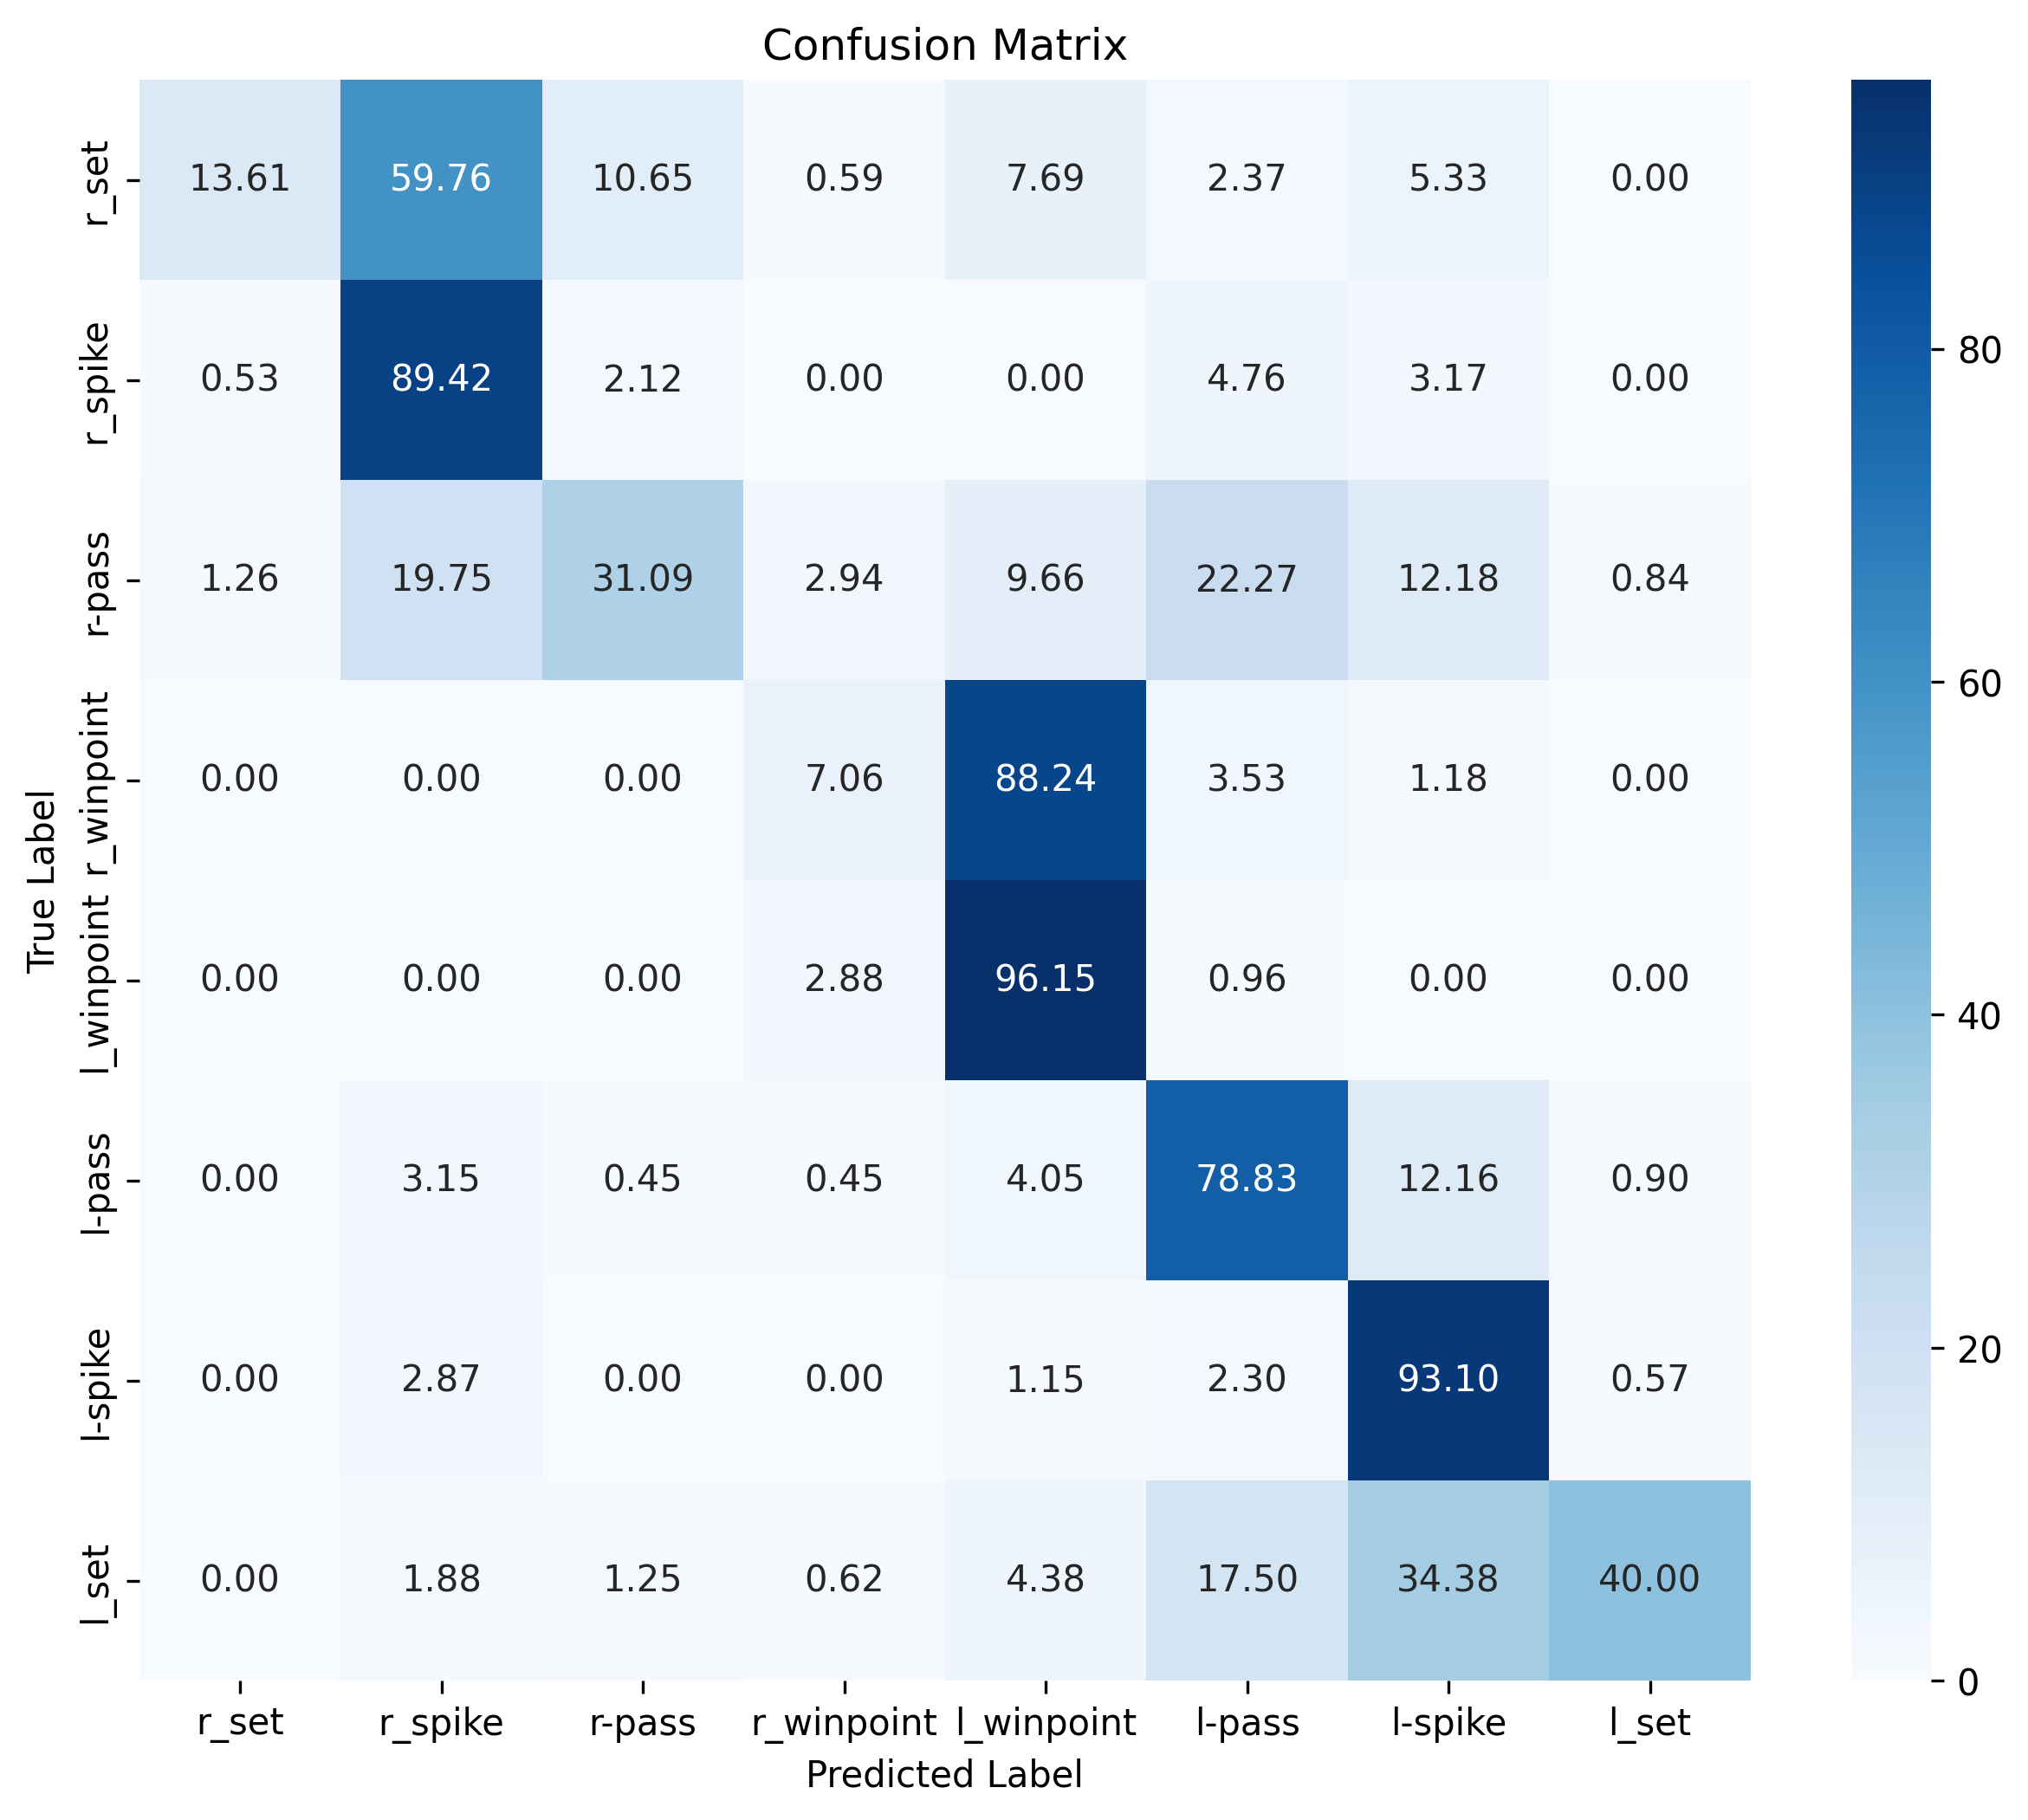 Confusion Matrix
True Label
r_set 13.61 59.76 10.65 0.59 7.69 2.37 5.33 0.00
r_spike 0.53 89.42 2.12 0.00 0.00 4.76 3.17 0.00
r-pass 1.26 19.75 31.09 2.94 9.66 22.27 12.18 0.84
r_winpoint 0.00 0.00 0.00 7.06 88.24 3.53 1.18 0.00
l_winpoint 0.00 0.00 0.00 2.88 96.15 0.96 0.00 0.00
l-pass 0.00 3.15 0.45 0.45 4.05 78.83 12.16 0.90
l-spike 0.00 2.87 0.00 0.00 1.15 2.30 93.10 0.57
l_set 0.00 1.88 1.25 0.62 4.38 17.50 34.38 40.00
r_set r_spike r-pass r_winpoint l_winpoint l-pass l-spike l_set
Predicted Label
80
60
40
20
0